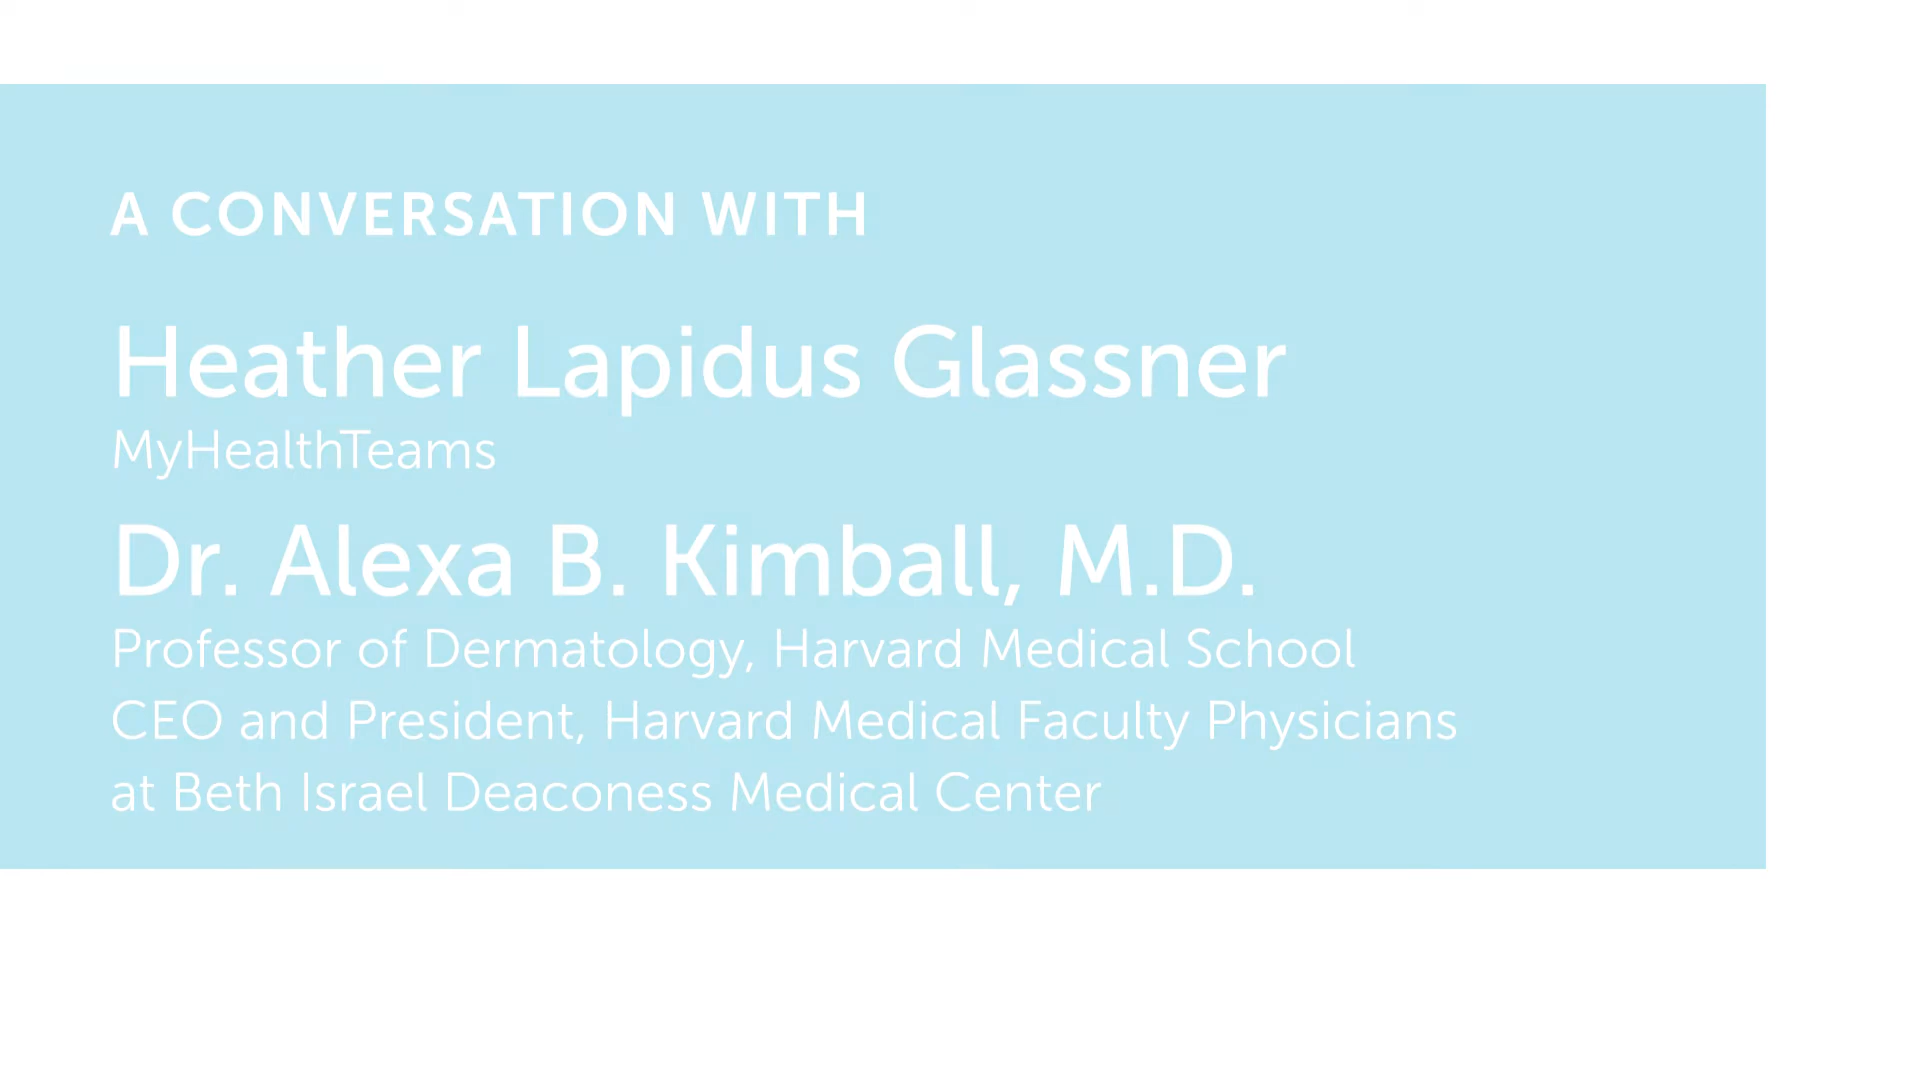 A CONVERSATION WITH
Heather Lapidus Glassner
MyHealthTeams
Dr. Alexa B. Kimball, M.D.
Professor of Dermatology, Harvard Medical School
CEO and President, Harvard Medical Faculty Physicians
at Beth Israel Deaconess Medical Center